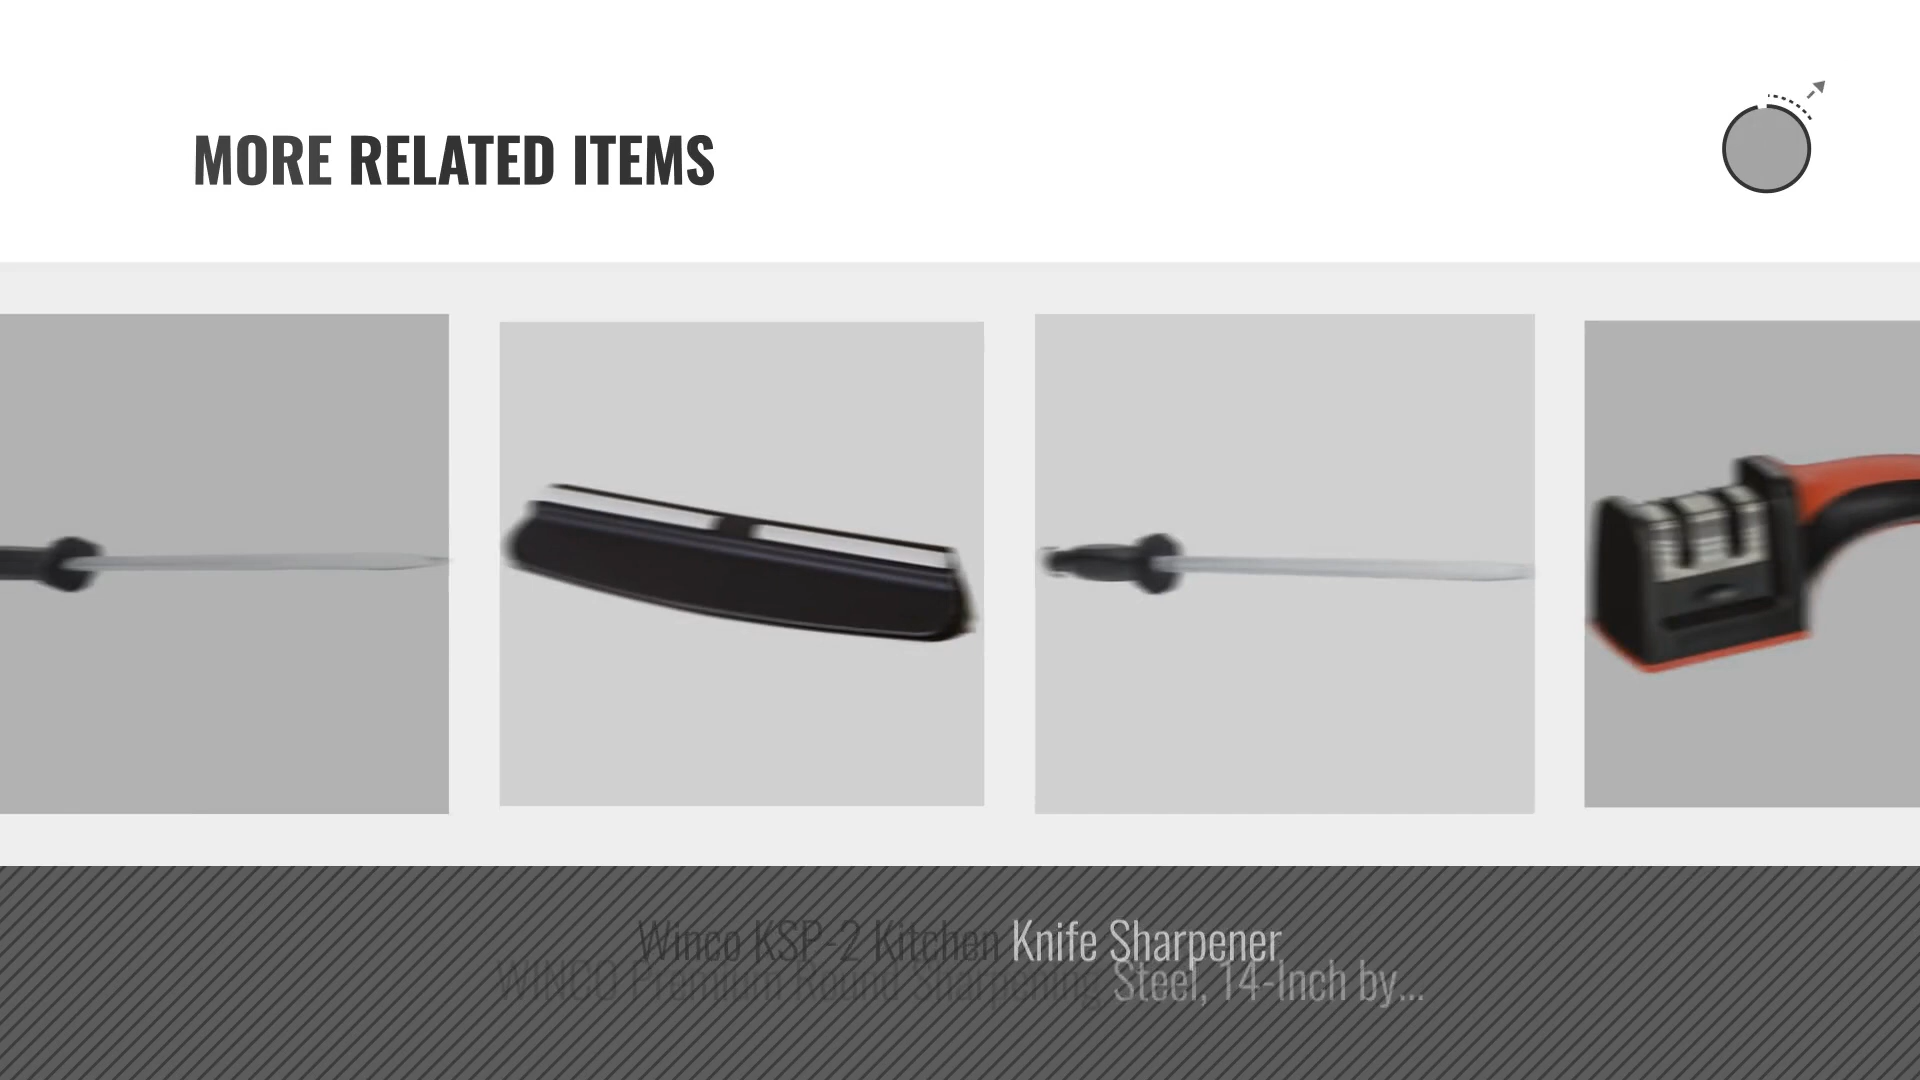 MORE RELATED ITEMS
Winco KSP-2 Kitchen Knife Sharpener
WINCO Premium Round Sharpening Steel, 14-Inch by...